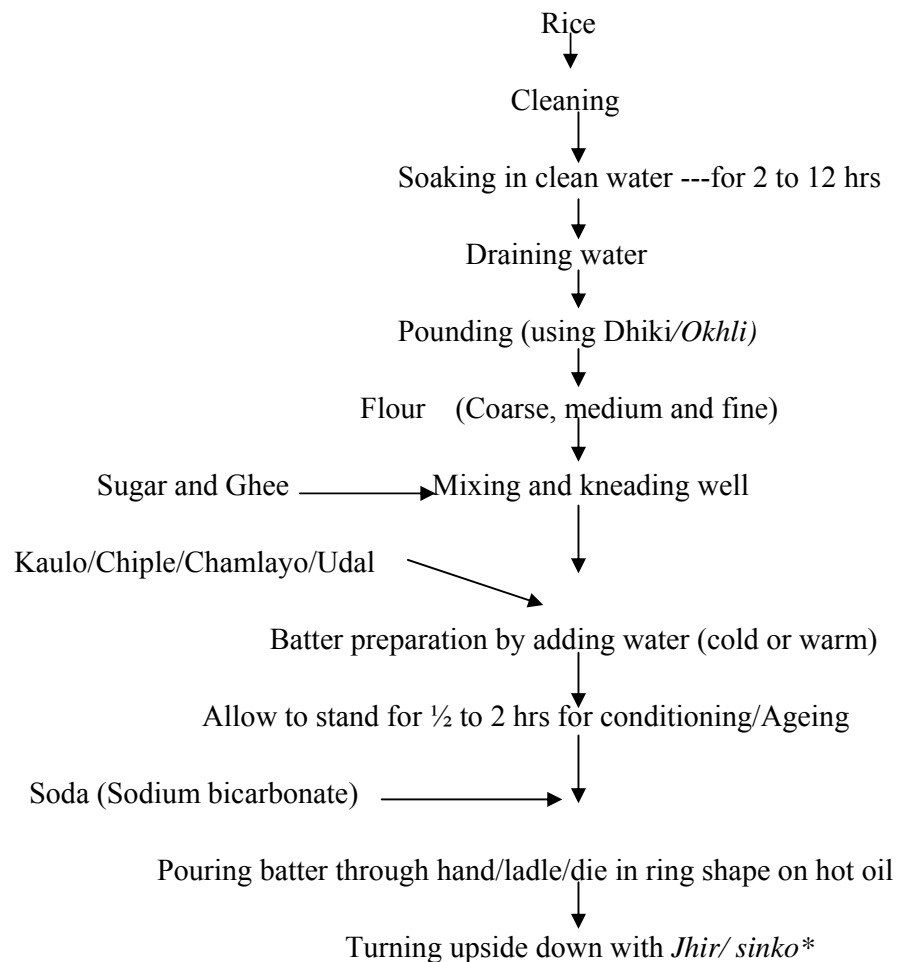 Rice
Cleaning
Soaking in clean water ---for 2 to 12 hrs
Draining water
Pounding (using Dhiki/Okhli)
Flour (Coarse, medium and fine)
Sugar and Ghee Mixing and kneading well
Kaulo/Chiple/Chamlayo/Udal
Batter preparation by adding water (cold or warm)
Allow to stand for ½ to 2 hrs for conditioning/Ageing
Soda (Sodium bicarbonate)
Pouring batter through hand/ladle/die in ring shape on hot oil
Turning upside down with Jhir/ sinko*